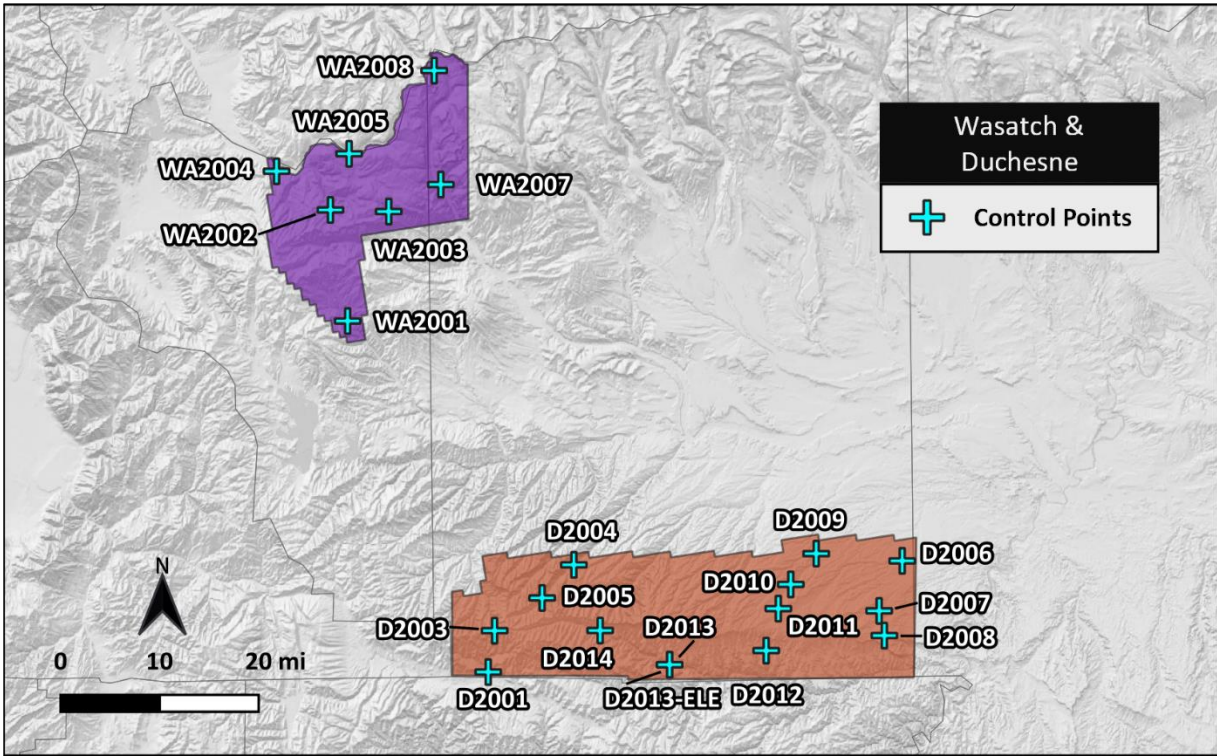 WA2008
WA2005
WA2004
WA2007
WA2002
WA2003
WA2001
Wasatch &
Duchesne
Control Points
D2009
D2004
D2006
D2010
D2005
D2007
D2003
D2013
D2011
D2008
D2014
N
0 10 20 mi
D2001
D2013-ELE
D2012